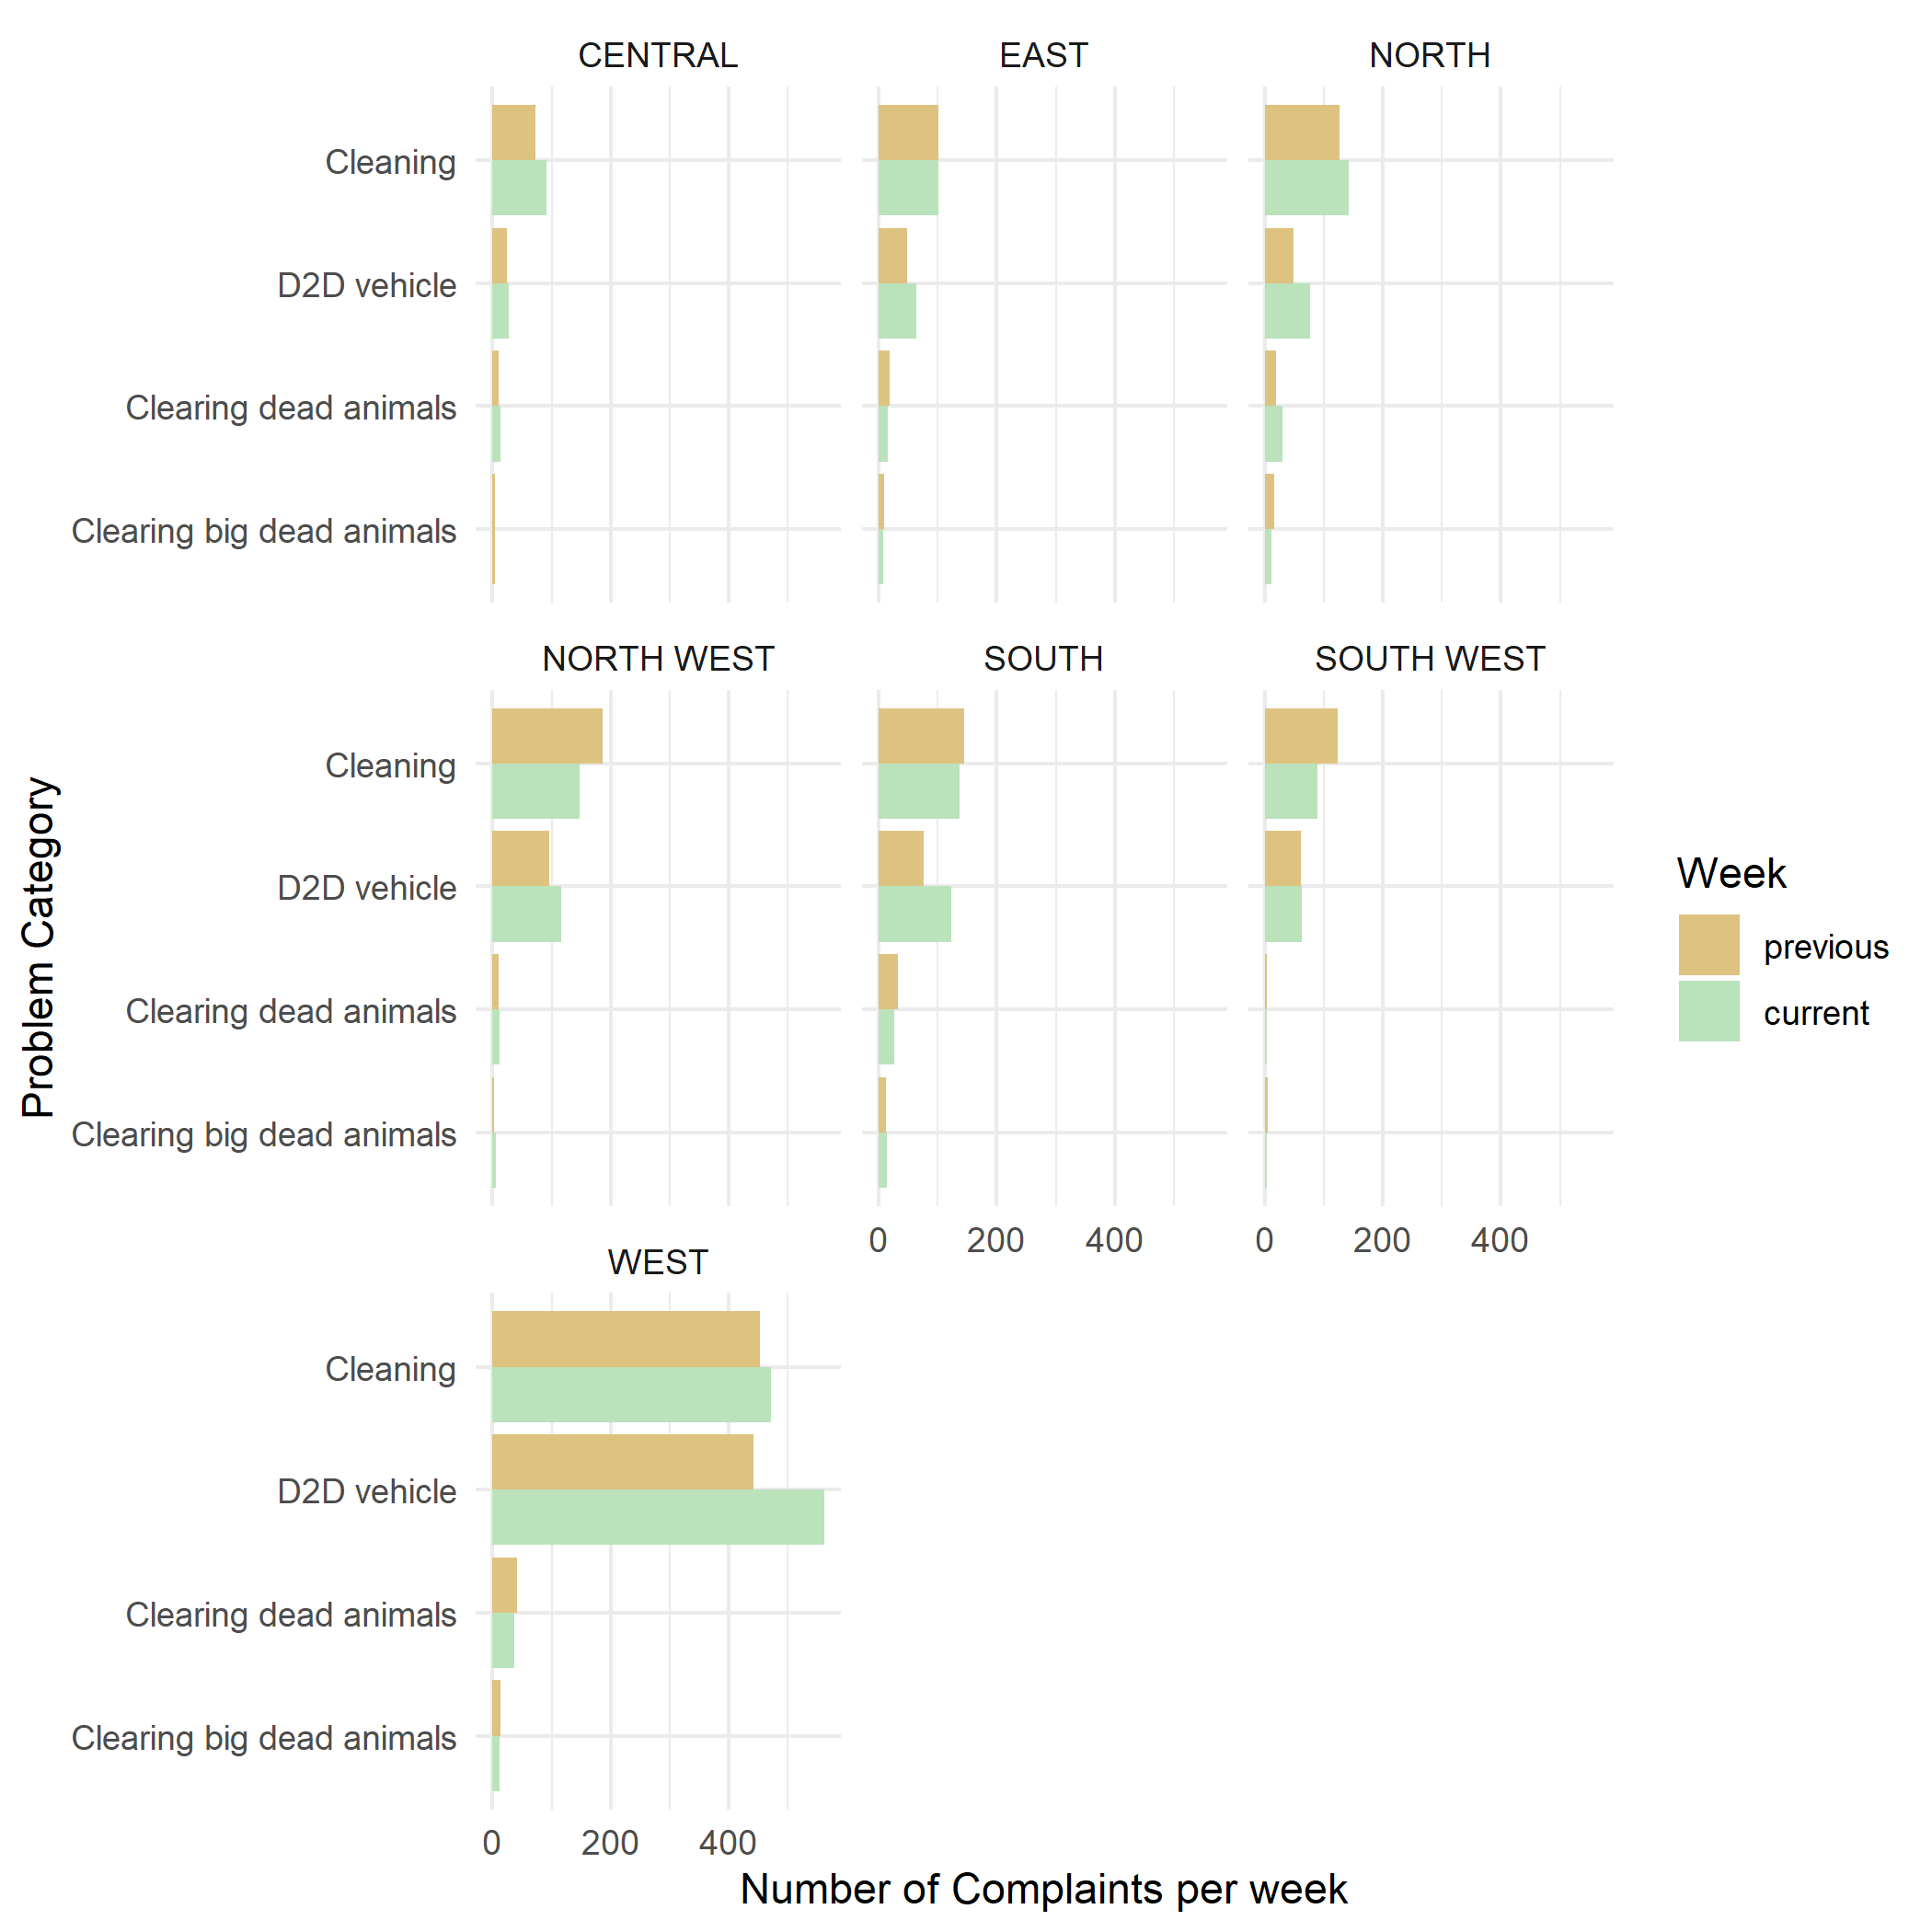 CENTRAL
EAST
NORTH
Cleaning
D2D vehicle
Clearing dead animals
Clearing big dead animals
NORTH WEST
SOUTH
SOUTH WEST
Cleaning
D2D vehicle
Clearing dead animals
Clearing big dead animals
0 200 400
0 200 400
WEST
Cleaning
D2D vehicle
Clearing dead animals
Clearing big dead animals
0 200 400
Number of Complaints per week
Problem Category
Week
previous
current